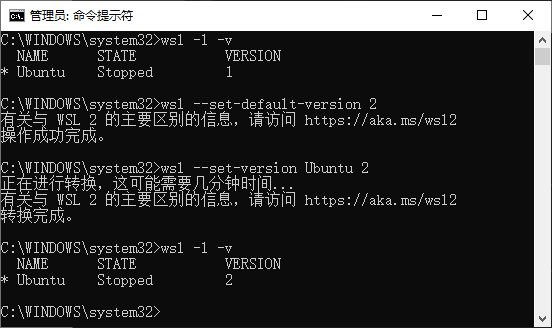 管理员: 命令提示符
C:\WINDOWS\system32>wsl -l -v
  NAME      STATE           VERSION
* Ubuntu    Stopped         1
C:\WINDOWS\system32>wsl --set-default-version 2
有关与 WSL 2 的主要区别的信息，请访问 https://aka.ms/wsl2
操作成功完成。
C:\WINDOWS\system32>wsl --set-version Ubuntu 2
正在进行转换，这可能需要几分钟时间...
有关与 WSL 2 的主要区别的信息，请访问 https://aka.ms/wsl2
转换完成。
C:\WINDOWS\system32>wsl -l -v
  NAME      STATE           VERSION
* Ubuntu    Stopped         2
C:\WINDOWS\system32>